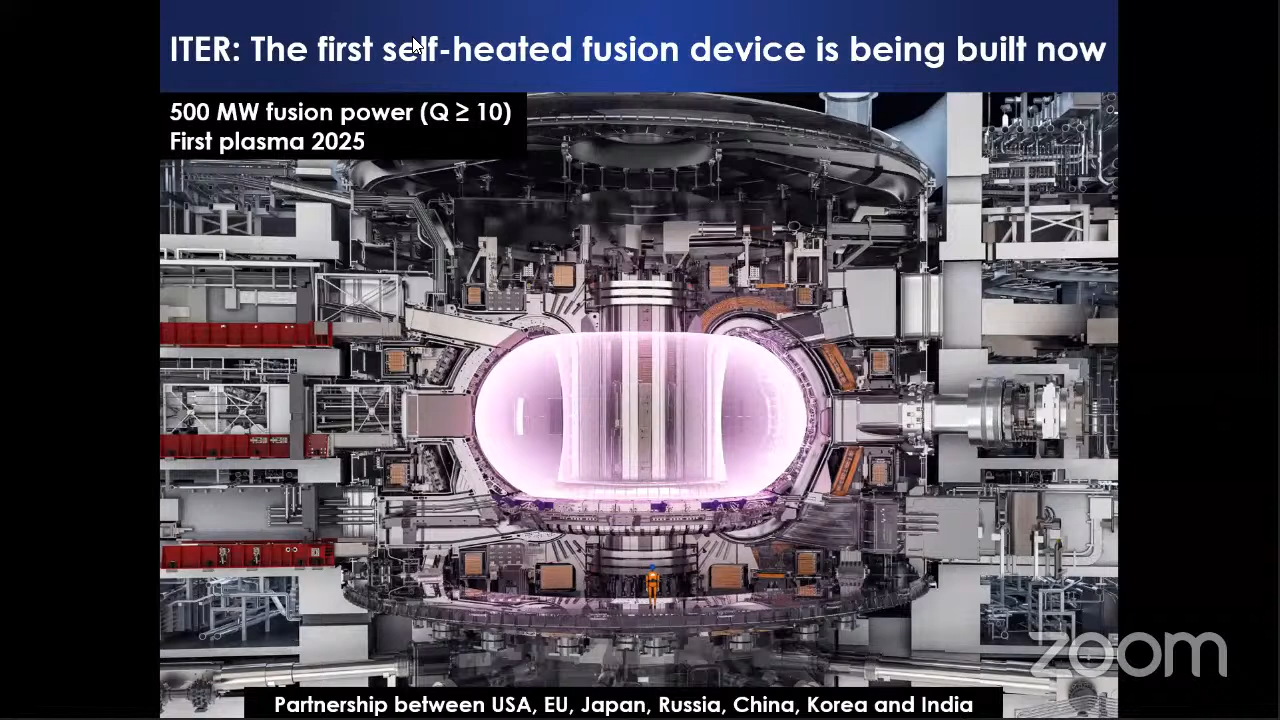 ITER: The first self-heated fusion device is being built now
500 MW fusion power (Q ≥ 10)
First plasma 2025
zoom
Partnership between USA, EU, Japan, Russia, China, Korea and India